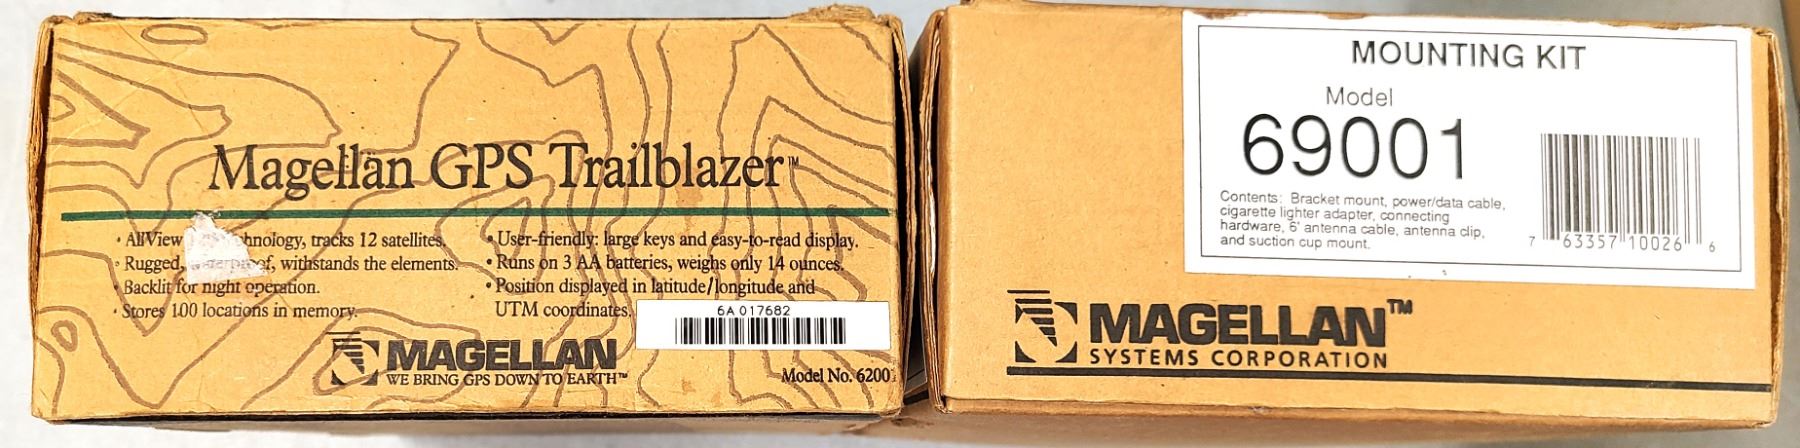 Magellan GPS Trailblazer™
• AllView technology, tracks 12 satellites.
• Rugged, waterproof, withstands the elements.
• Backlit for night operation.
• Stores 100 locations in memory.
• User-friendly: large keys and easy-to-read display.
• Runs on 3 AA batteries, weighs only 14 ounces.
• Position displayed in latitude/longitude and
UTM coordinates.
6A 017682
MAGELLAN
WE BRING GPS DOWN TO EARTH™
Model No. 6200
MOUNTING KIT
Model
69001
Contents: Bracket mount, power/data cable,
cigarette lighter adapter, connecting
hardware, 6' antenna cable, antenna clip,
and suction cup mount.
7 63357 10026 6
MAGELLAN™
SYSTEMS CORPORATION